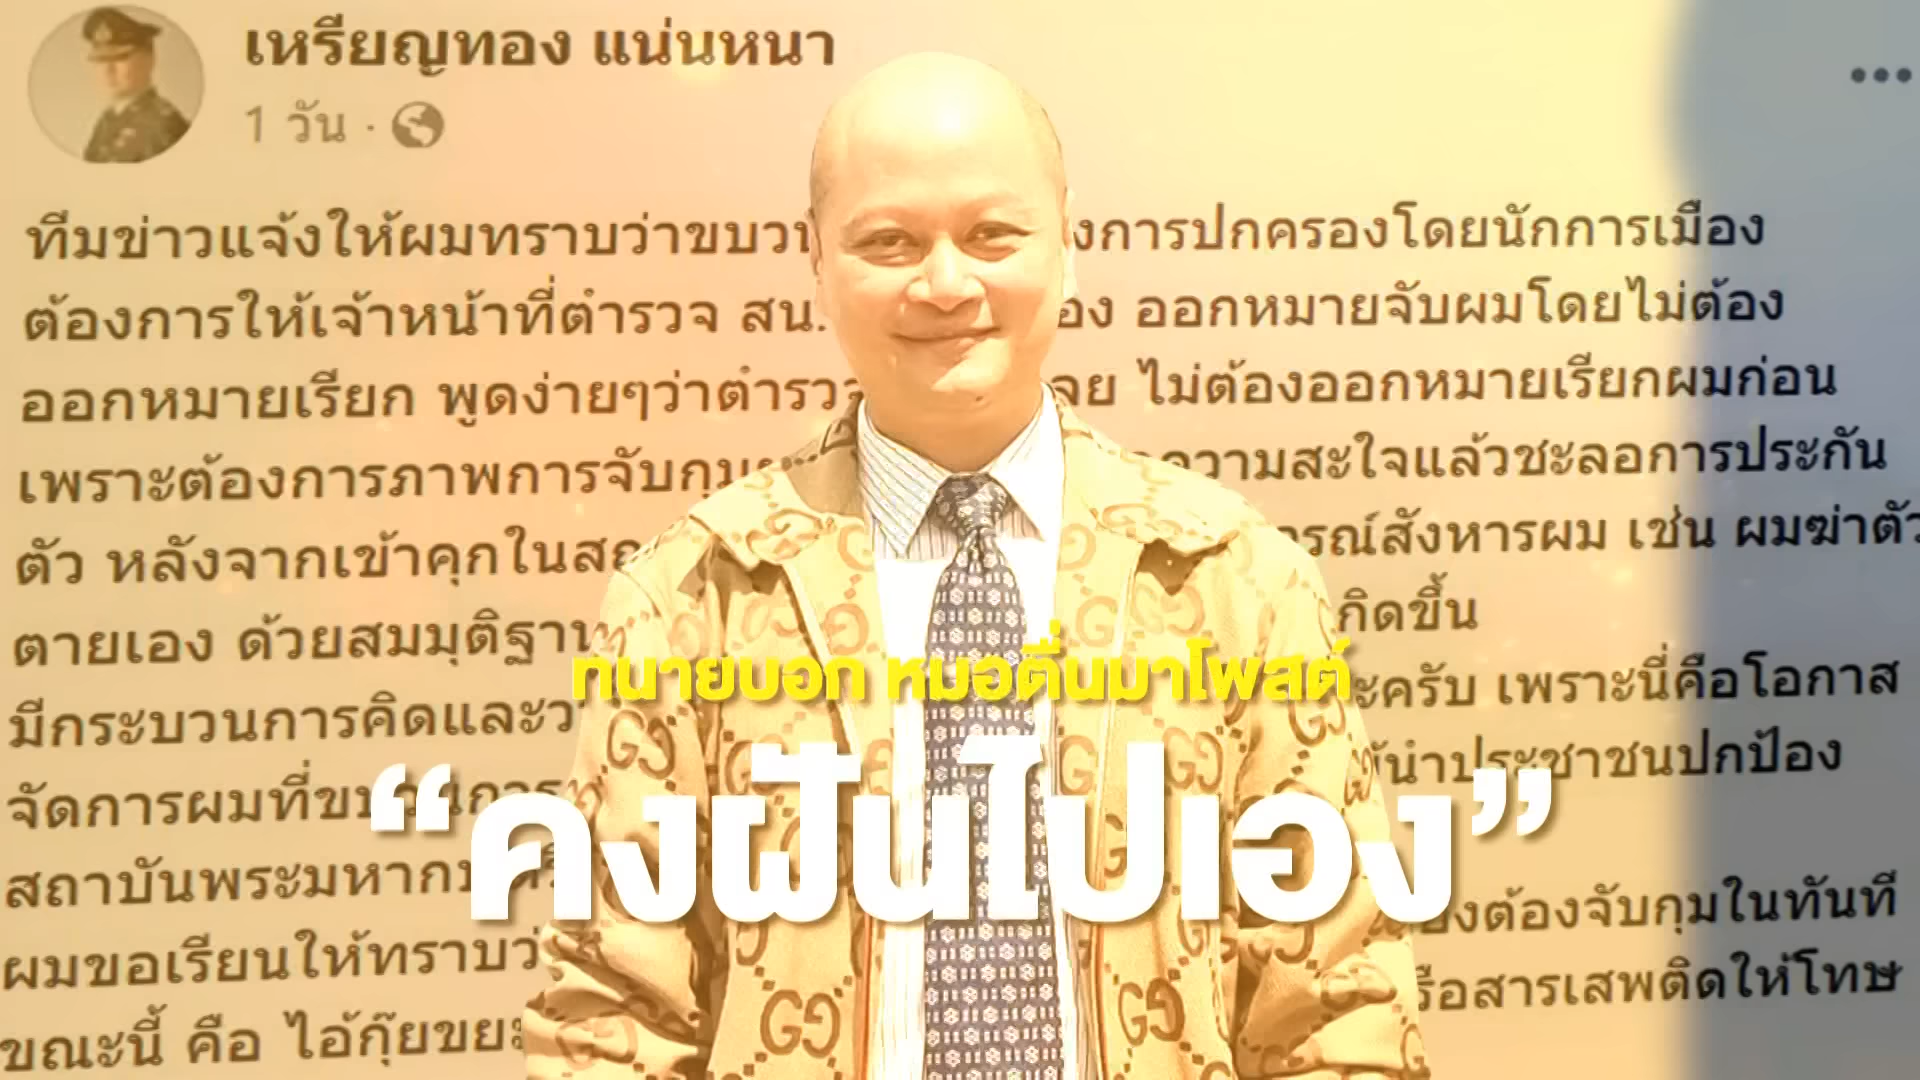 เหรียญทอง แน่นหนา
1 วัน ·
ทีมข่าวแจ้งให้ผมทราบว่าขบวน งการปกครองโดยนักการเมือง
ต้องการให้เจ้าหน้าที่ตำรวจ สน. อง ออกหมายจับผมโดยไม่ต้อง
ออกหมายเรียก พูดง่ายๆว่าตำรวจ ลย ไม่ต้องออกหมายเรียกผมก่อน
เพราะต้องการภาพการจับกุม ความสะใจแล้วชะลอการประกัน
ตัว หลังจากเข้าคุกในสถ รณ์สังหารผม เช่น ผมฆ่าตัว
ตายเอง ด้วยสมมุติฐาน กิดขึ้น
ทนายบอก หมอตื่นมาโพสต์
มีกระบวนการคิดและว ะครับ เพราะนี่คือโอกาส
จัดการผมที่ขบวนการ นำประชาชนปกป้อง
“คงฝันไปเอง”
สถาบันพระมหากษัตริ องต้องจับกุมในทันที
ผมขอเรียนให้ทราบว่ รือสารเสพติดให้โทษ
ขณะนี้ คือ ไอ้กุ๊ยขยะ